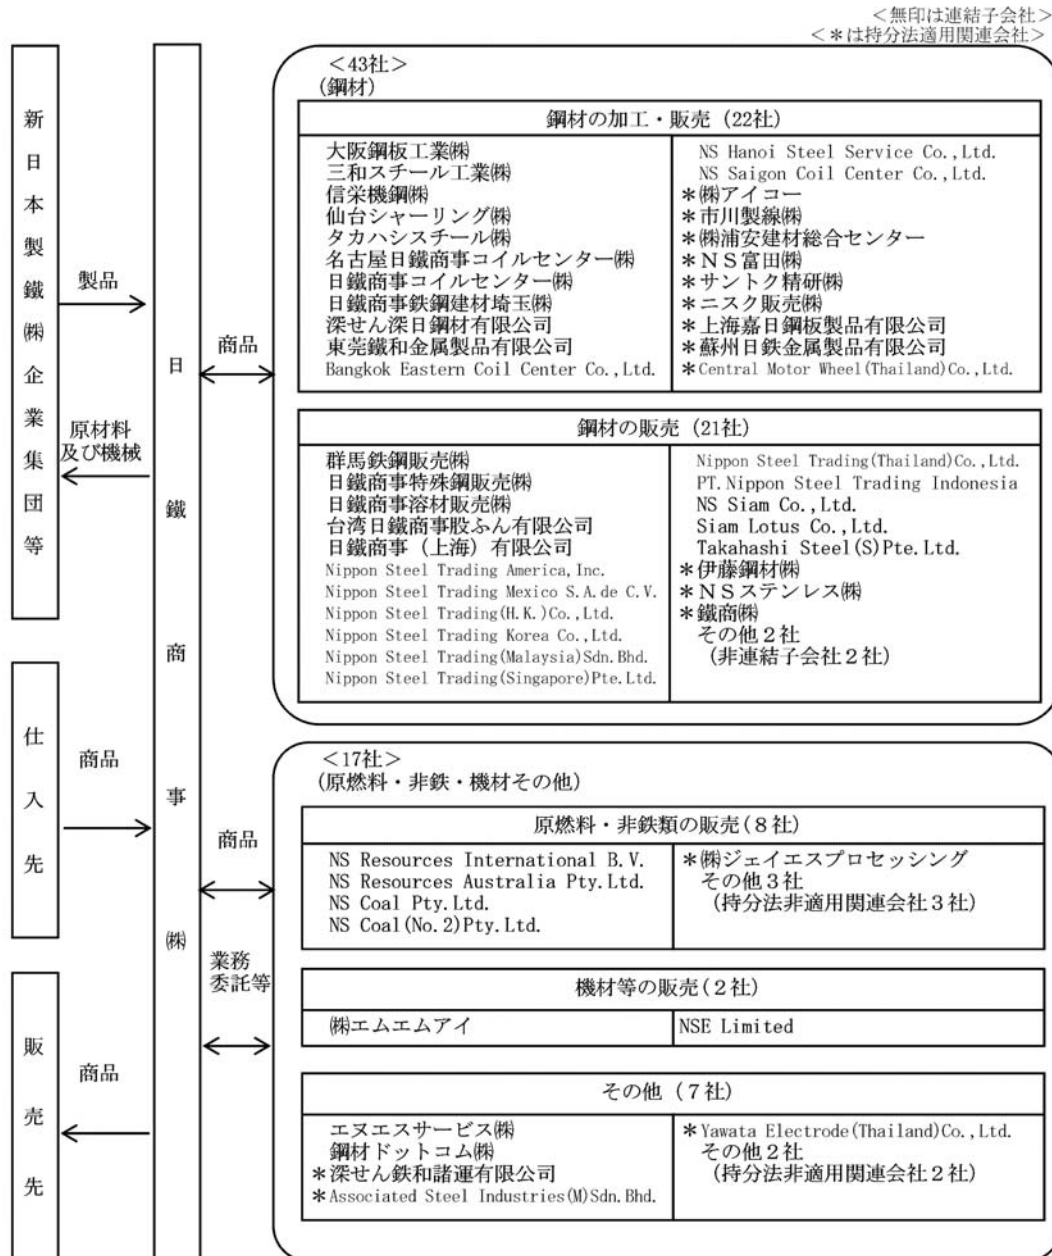 ＜無印は連結子会社＞
＜＊は持分法適用関連会社＞
新日本製鐵㈱企業集団等
製品
原材料
及び機械
仕入先
商品
販売先
商品
日鐵商事㈱
商品
商品
業務
委託等
＜43社＞
(鋼材)
鋼材の加工・販売 (22社)
大阪鋼板工業㈱
三和スチール工業㈱
信栄機鋼㈱
仙台シャーリング㈱
タカハシスチール㈱
名古屋日鐵商事コイルセンター㈱
日鐵商事コイルセンター㈱
日鐵商事鉄鋼建材埼玉㈱
深せん深日鋼材有限公司
東莞鐵和金属製品有限公司
Bangkok Eastern Coil Center Co.,Ltd.
NS Hanoi Steel Service Co.,Ltd.
NS Saigon Coil Center Co.,Ltd.
＊㈱アイコー
＊市川製線㈱
＊㈱浦安建材総合センター
＊ＮＳ富田㈱
＊サントク精研㈱
＊ニスク販売㈱
＊上海嘉日鋼板製品有限公司
＊蘇州日鉄金属製品有限公司
＊Central Motor Wheel(Thailand)Co.,Ltd.
鋼材の販売 (21社)
群馬鉄鋼販売㈱
日鐵商事特殊鋼販売㈱
日鐵商事溶材販売㈱
台湾日鐵商事股ふん有限公司
日鐵商事（上海）有限公司
Nippon Steel Trading America,Inc.
Nippon Steel Trading Mexico S.A.de C.V.
Nippon Steel Trading(H.K.)Co.,Ltd.
Nippon Steel Trading Korea Co.,Ltd.
Nippon Steel Trading(Malaysia)Sdn.Bhd.
Nippon Steel Trading(Singapore)Pte.Ltd.
Nippon Steel Trading(Thailand)Co.,Ltd.
PT.Nippon Steel Trading Indonesia
NS Siam Co.,Ltd.
Siam Lotus Co.,Ltd.
Takahashi Steel(S)Pte.Ltd.
＊伊藤鋼材㈱
＊ＮＳステンレス㈱
＊鐵商㈱
その他２社
(非連結子会社２社)
＜17社＞
(原燃料・非鉄・機材その他)
原燃料・非鉄類の販売(８社)
NS Resources International B.V.
NS Resources Australia Pty.Ltd.
NS Coal Pty.Ltd.
NS Coal(No.2)Pty.Ltd.
＊㈱ジェイエスプロセッシング
その他３社
(持分法非適用関連会社３社)
機材等の販売(２社)
㈱エムエムアイ
NSE Limited
その他 (７社)
エヌエスサービス㈱
鋼材ドットコム㈱
＊深せん鉄和諸運有限公司
＊Associated Steel Industries(M)Sdn.Bhd.
＊Yawata Electrode(Thailand)Co.,Ltd.
その他２社
(持分法非適用関連会社２社)